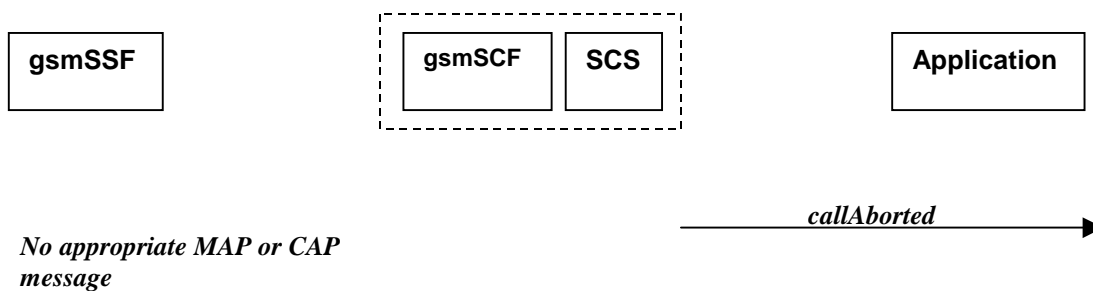 gsmSSF
gsmSCF
SCS
Application
callAborted
No appropriate MAP or CAP
message